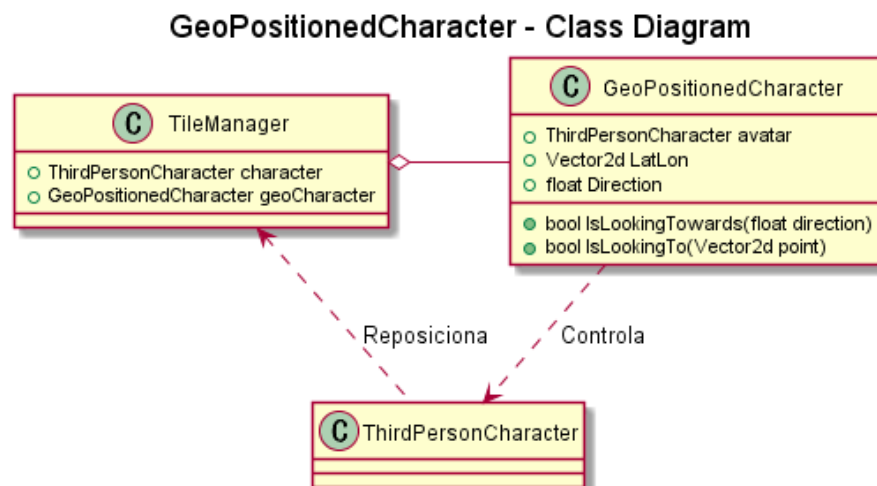 GeoPositionedCharacter - Class Diagram
C TileManager
ThirdPersonCharacter character
GeoPositionedCharacter geoCharacter
C GeoPositionedCharacter
ThirdPersonCharacter avatar
Vector2d LatLon
float Direction
bool IsLookingTowards(float direction)
bool IsLookingTo(Vector2d point)
Reposiciona
Controla
C ThirdPersonCharacter